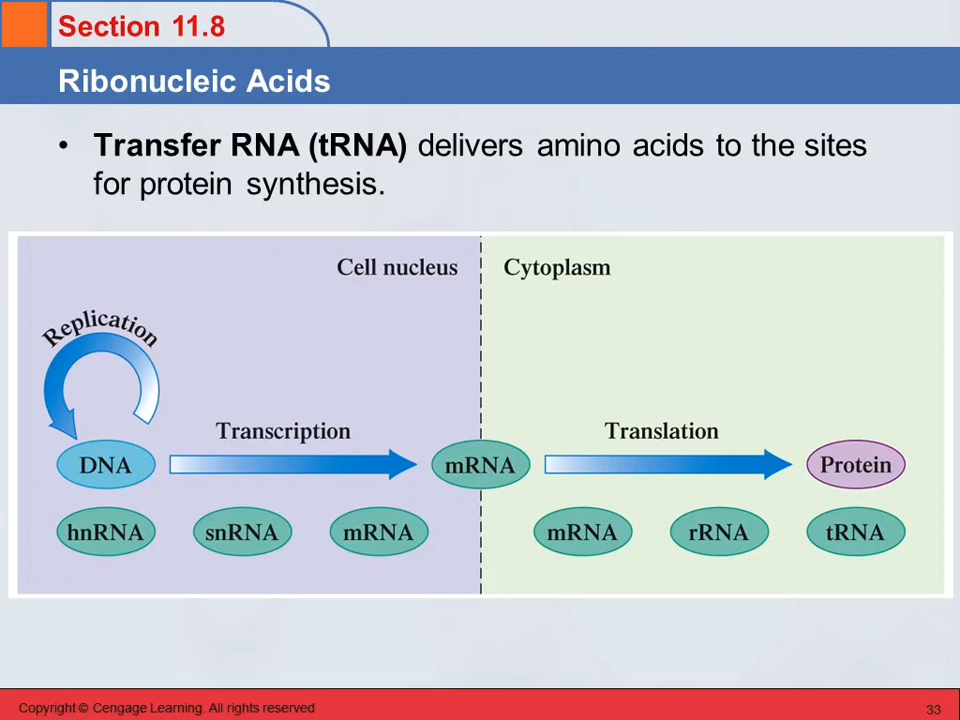 Section 11.8
Ribonucleic Acids
• Transfer RNA (tRNA) delivers amino acids to the sites
for protein synthesis.
Cell nucleus
Cytoplasm
Replication
Transcription
Translation
DNA
mRNA
Protein
hnRNA
snRNA
mRNA
mRNA
rRNA
tRNA
Copyright © Cengage Learning. All rights reserved
33